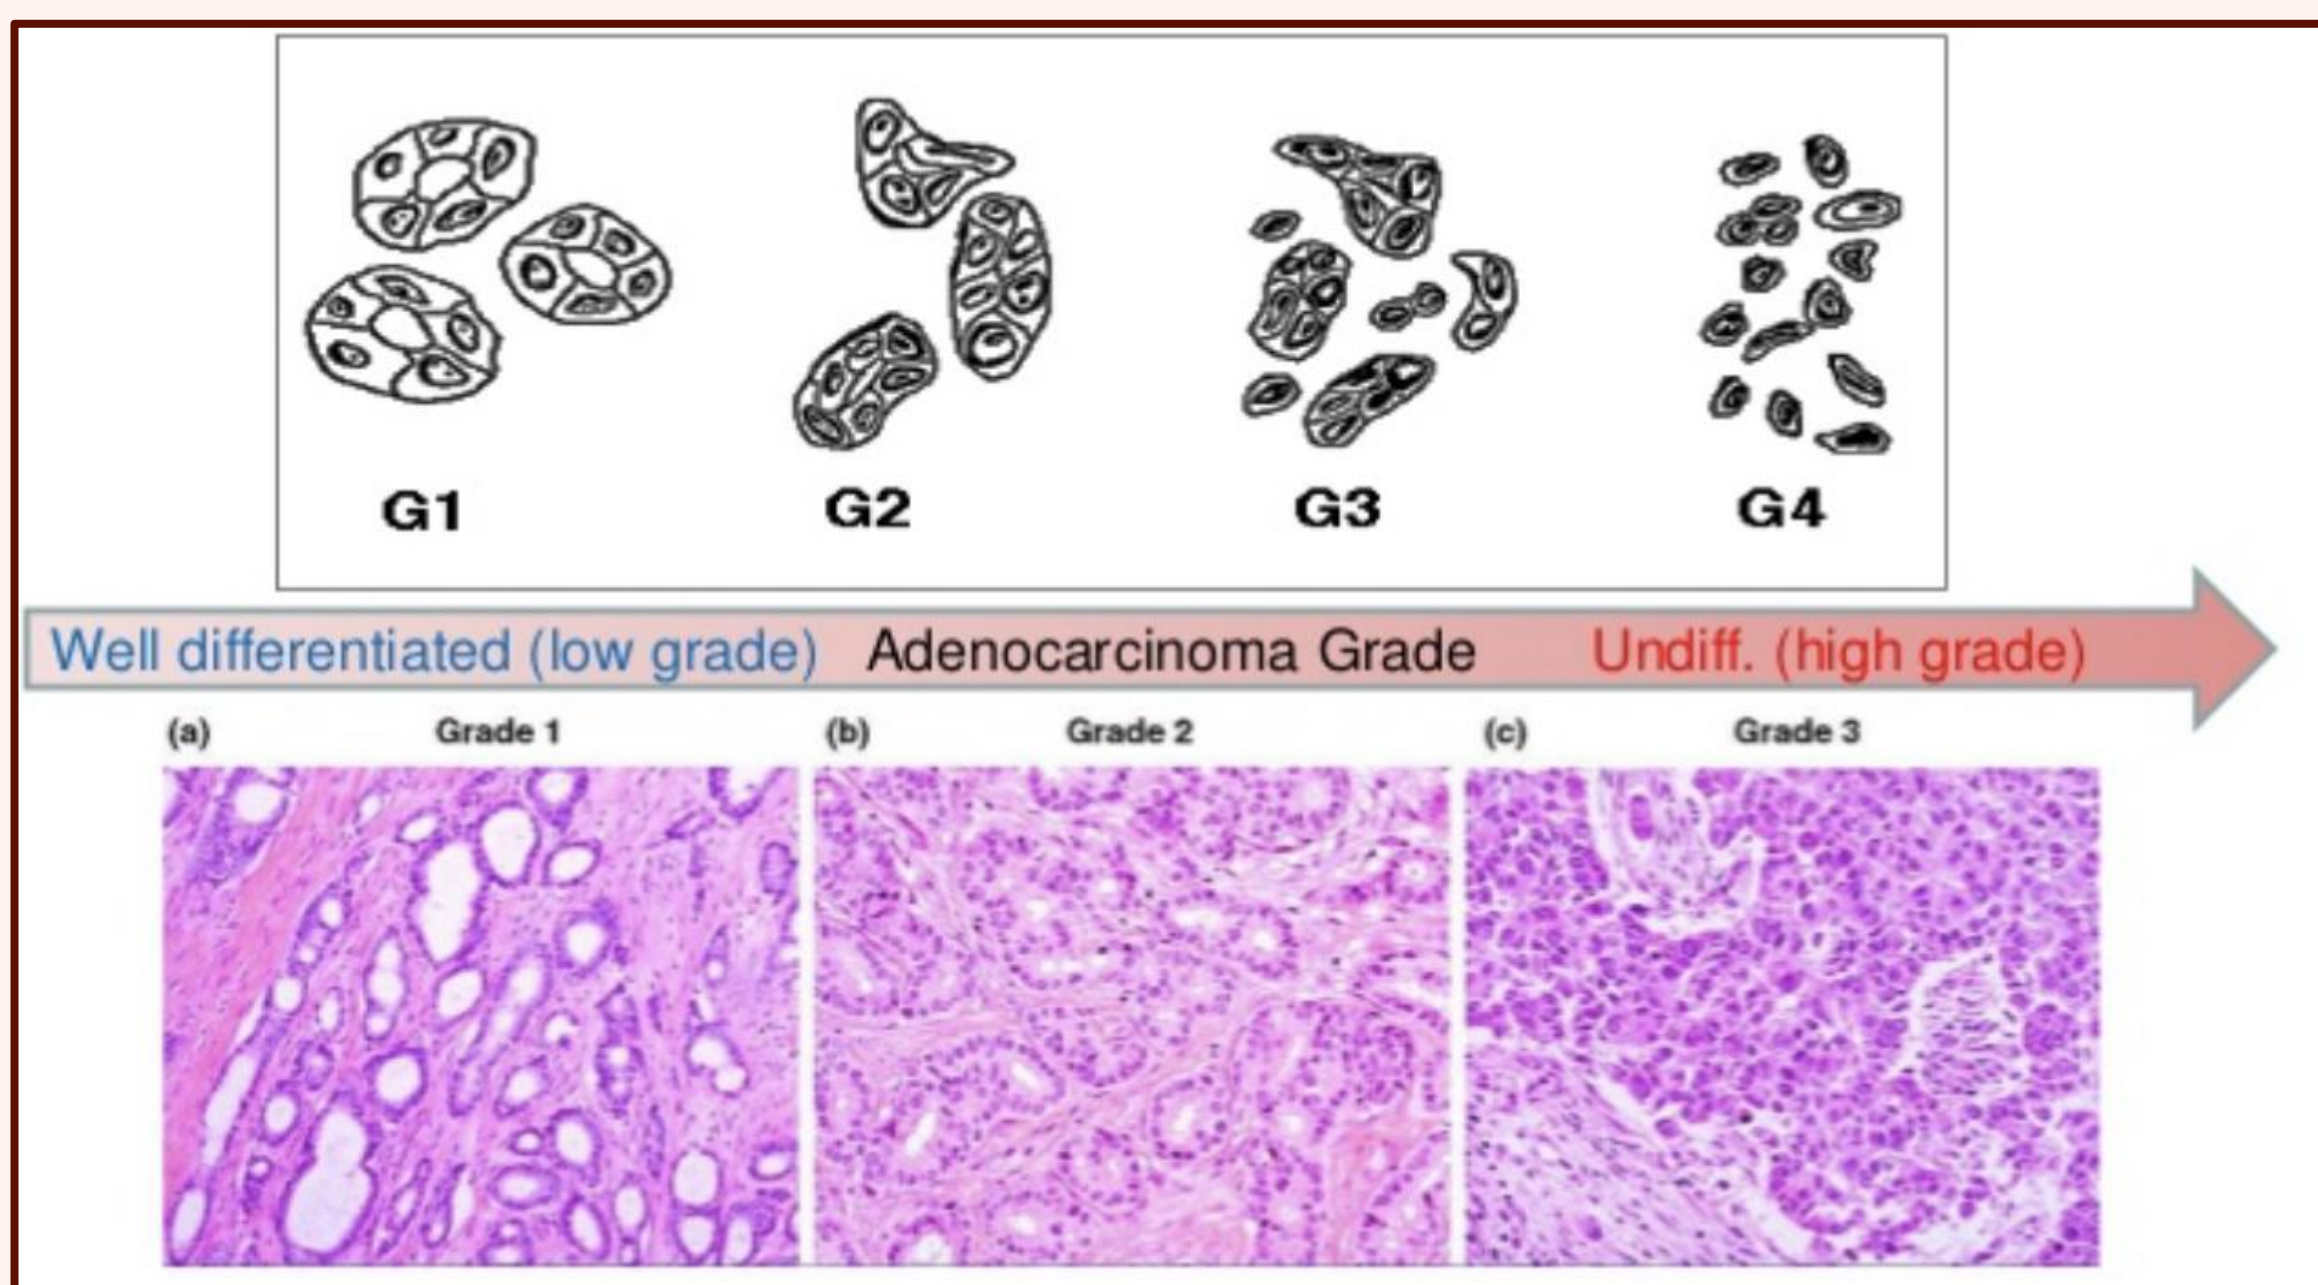 G1 G2 G3 G4
Well differentiated (low grade) Adenocarcinoma Grade Undiff. (high grade)
(a) Grade 1 (b) Grade 2 (c) Grade 3